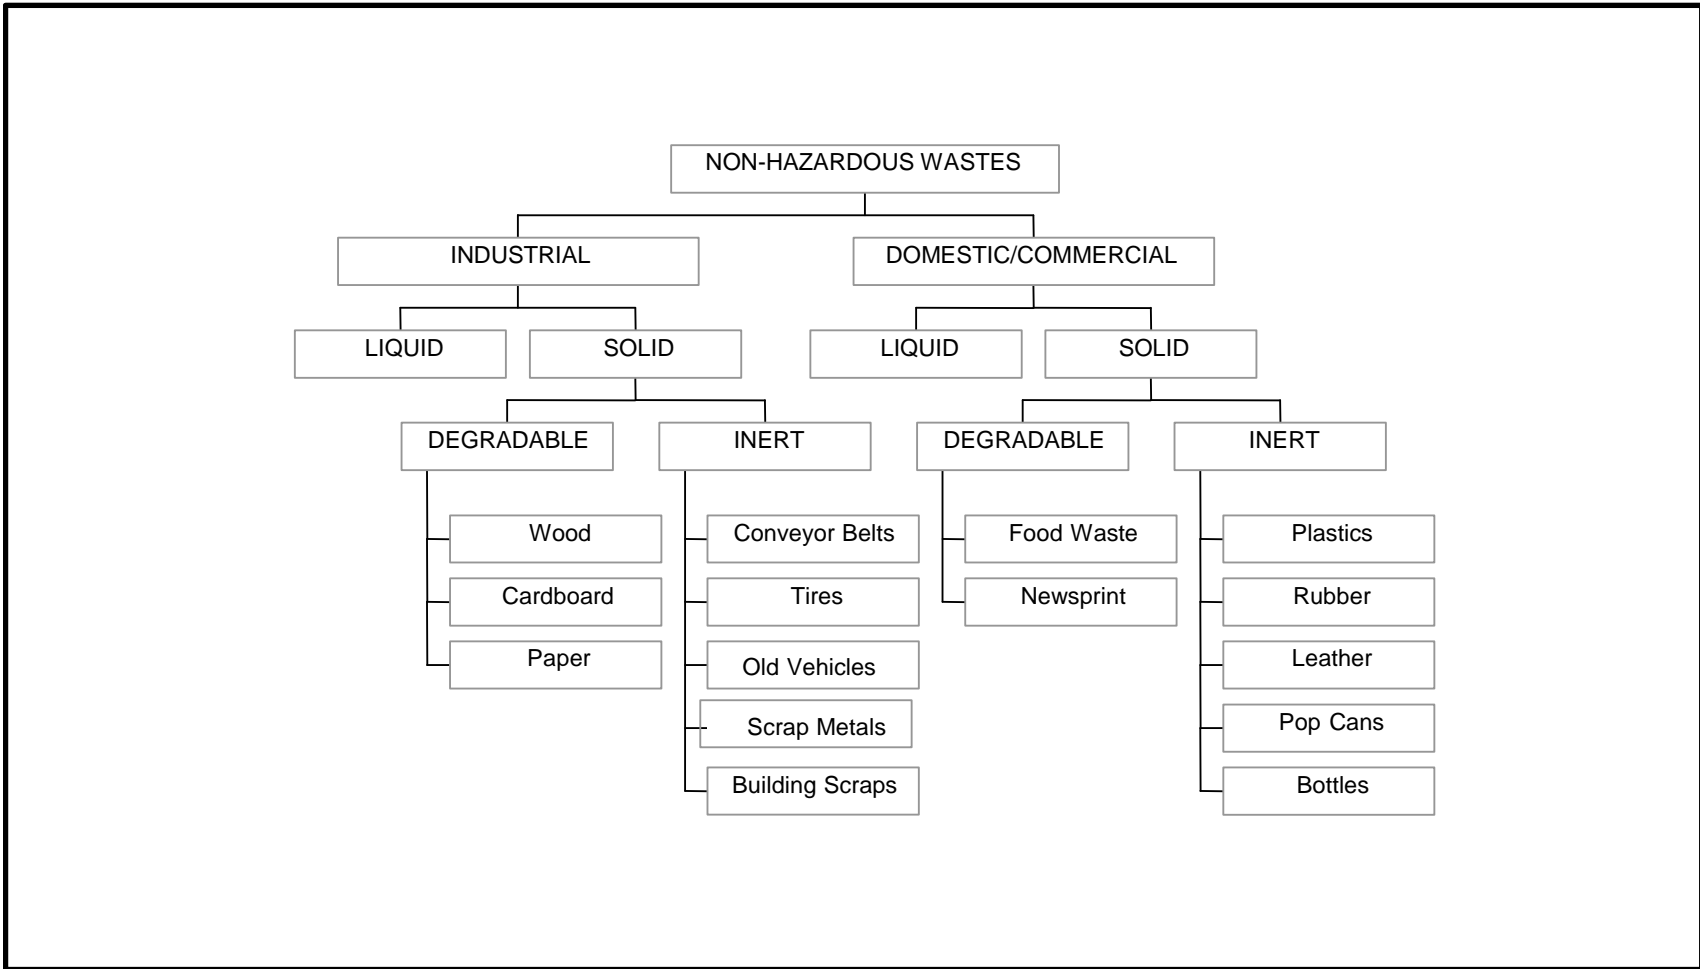 NON-HAZARDOUS WASTES
INDUSTRIAL
DOMESTIC/COMMERCIAL
LIQUID
SOLID
LIQUID
SOLID
DEGRADABLE
INERT
DEGRADABLE
INERT
Wood
Conveyor Belts
Food Waste
Plastics
Cardboard
Tires
Newsprint
Rubber
Paper
Old Vehicles
Leather
Scrap Metals
Pop Cans
Building Scraps
Bottles